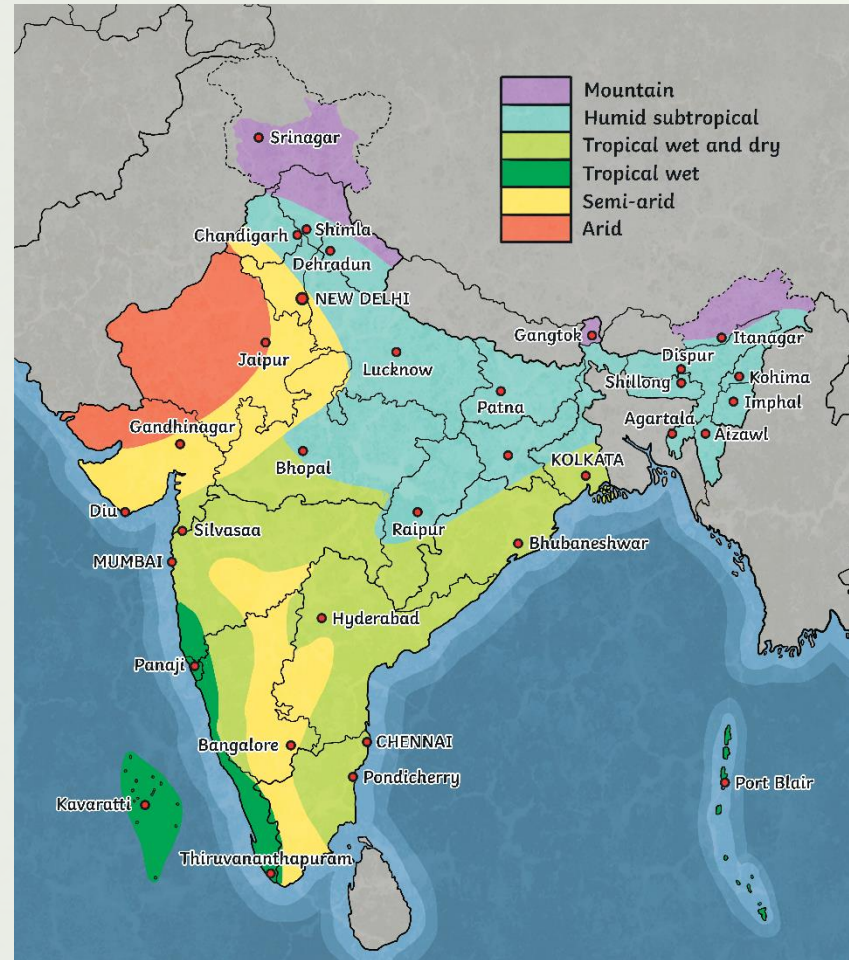 Mountain
Humid subtropical
Tropical wet and dry
Tropical wet
Semi-arid
Arid
Srinagar
Shimla
Chandigarh
Dehradun
NEW DELHI
Gangtok
Itanagar
Jaipur
Lucknow
Dispur
Shillong
Kohima
Patna
Imphal
Agartala
Gandhinagar
Aizawl
Bhopal
KOLKATA
Diu
Raipur
Silvasaa
Bhubaneshwar
MUMBAI
Hyderabad
Panaji
Bangalore
CHENNAI
Pondicherry
Port Blair
Kavaratti
Thiruvananthapuram